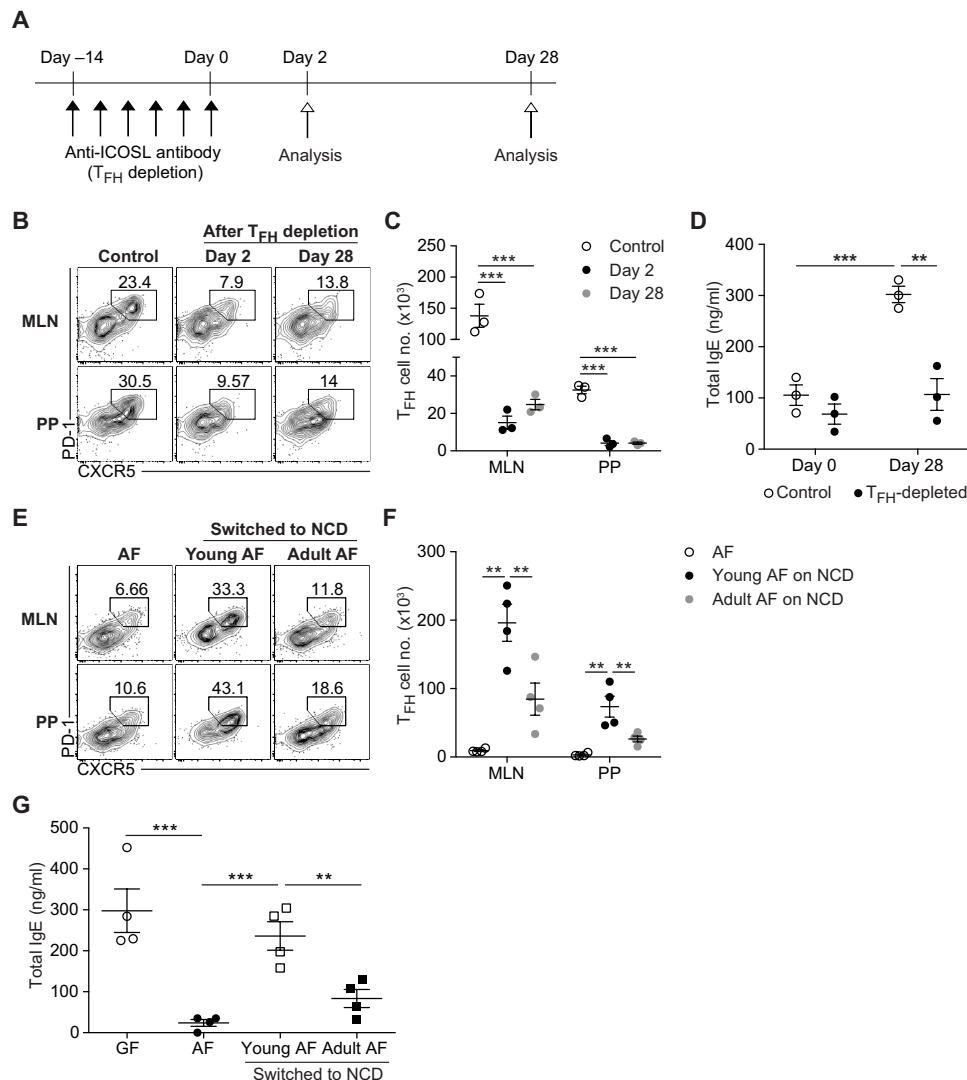 A
Day –14 Day 0 Day 2 Day 28
Anti-ICOSL antibody
(TFH depletion)
Analysis Analysis
B
After TFH depletion
Control Day 2 Day 28
MLN 23.4 7.9 13.8
PP 30.5 9.57 14
PD-1
CXCR5
C
TFH cell no. (x10³)
250
200
150
100
60
40
20
0
*** ***
*** ***
MLN PP
Control
Day 2
Day 28
D
Total IgE (ng/ml)
400
300
200
100
0
*** **
Day 0 Day 28
Control TFH-depleted
E
Switched to NCD
AF Young AF Adult AF
MLN 6.66 33.3 11.8
PP 10.6 43.1 18.6
PD-1
CXCR5
F
TFH cell no. (x10³)
300
200
100
0
** ** ** **
MLN PP
AF
Young AF on NCD
Adult AF on NCD
G
Total IgE (ng/ml)
500
400
300
200
100
0
*** *** **
GF AF Young AF Adult AF
Switched to NCD